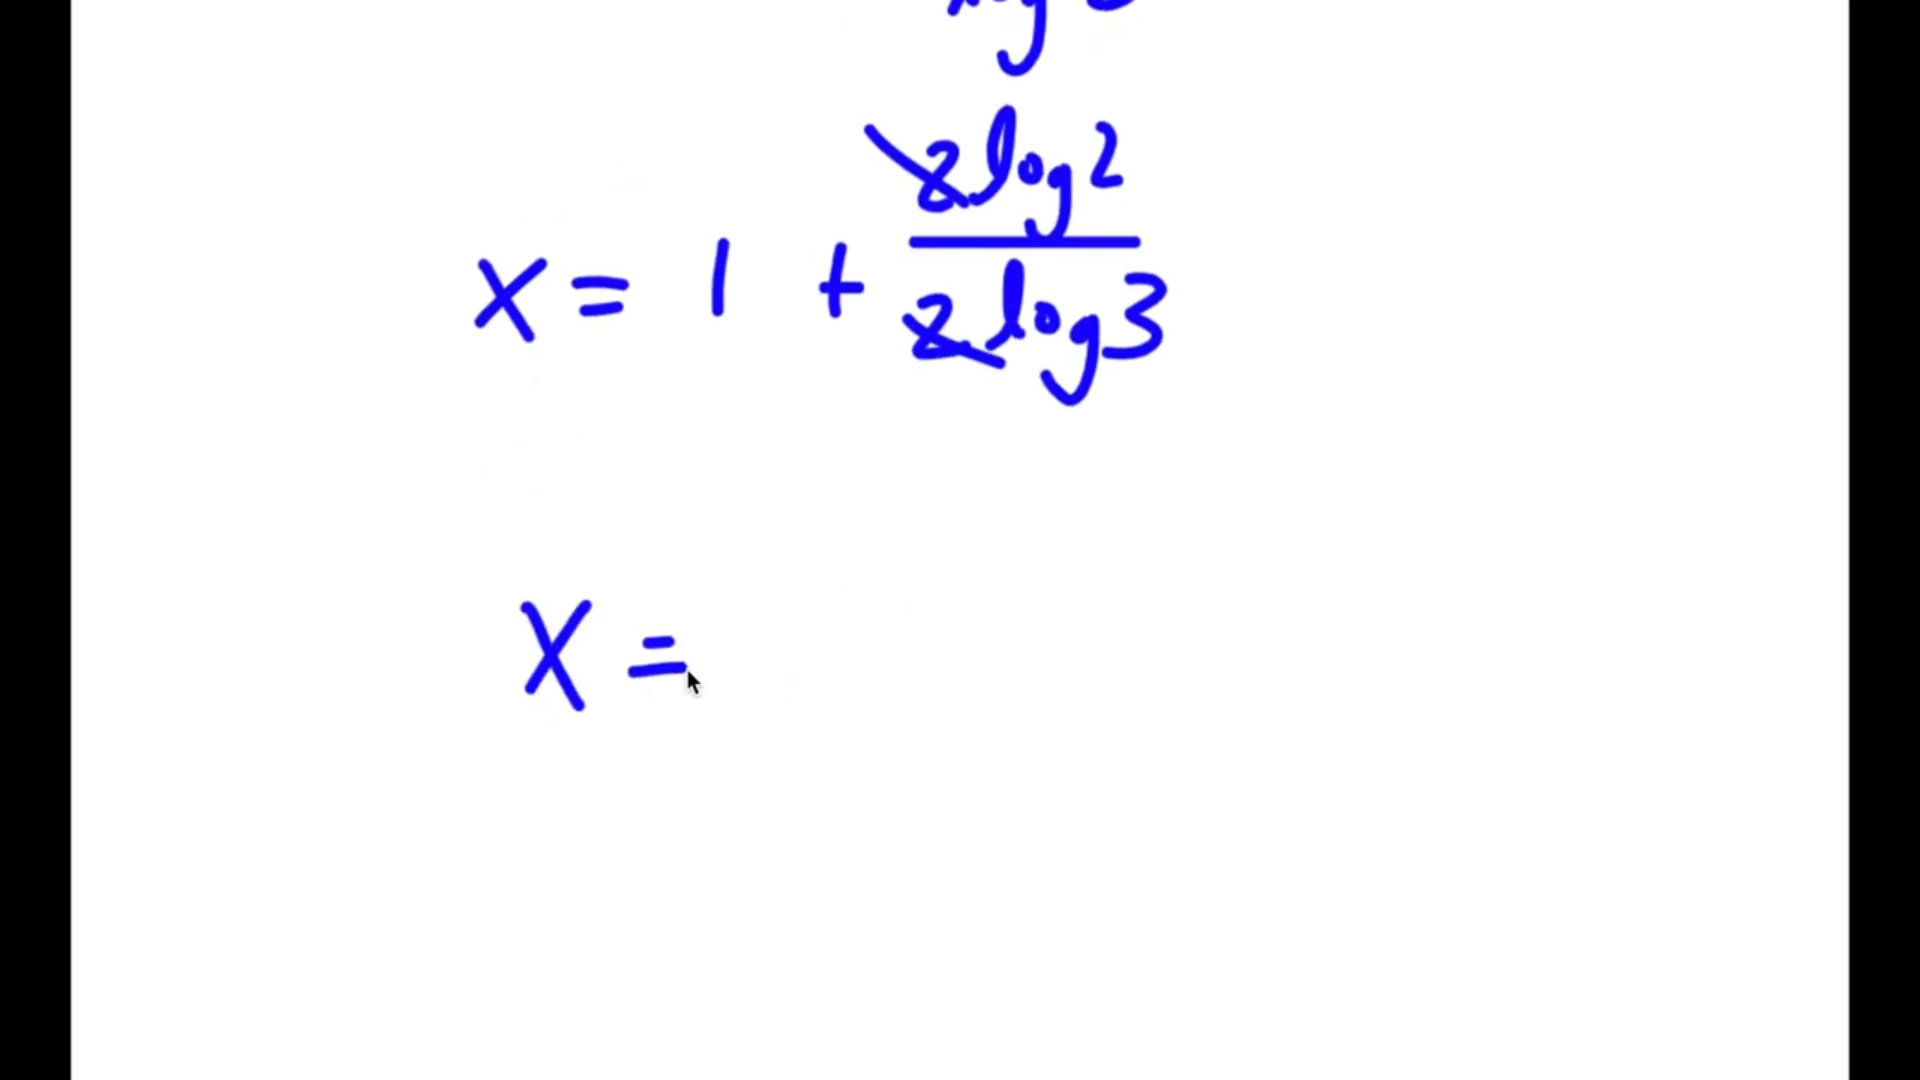 x = 1 + 2log2 / 2log3
X =